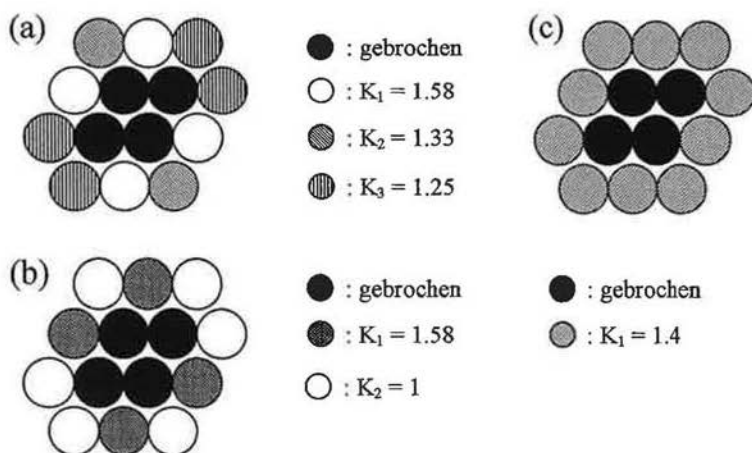 (a)
: gebrochen
: K₁ = 1.58
: K₂ = 1.33
: K₃ = 1.25
(c)
(b)
: gebrochen
: K₁ = 1.58
: K₂ = 1
: gebrochen
: K₁ = 1.4